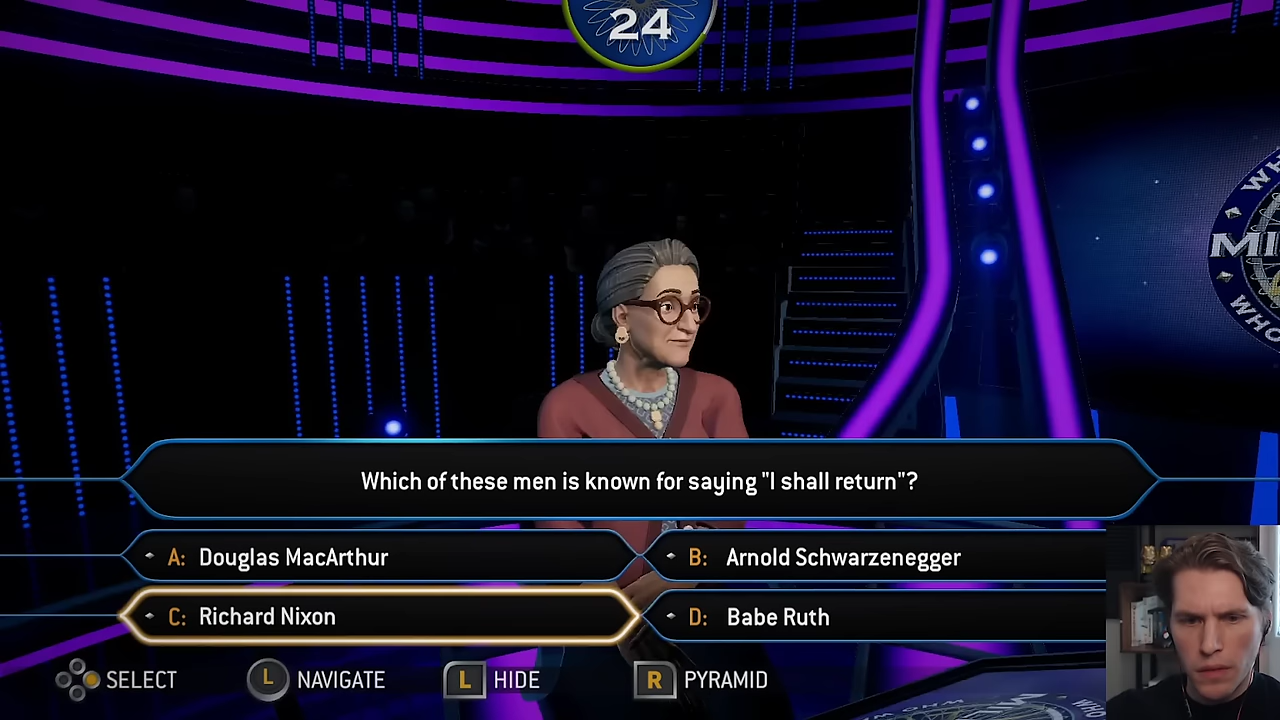 24
Which of these men is known for saying "I shall return"?
A: Douglas MacArthur
B: Arnold Schwarzenegger
C: Richard Nixon
D: Babe Ruth
SELECT
L NAVIGATE
L HIDE
R PYRAMID